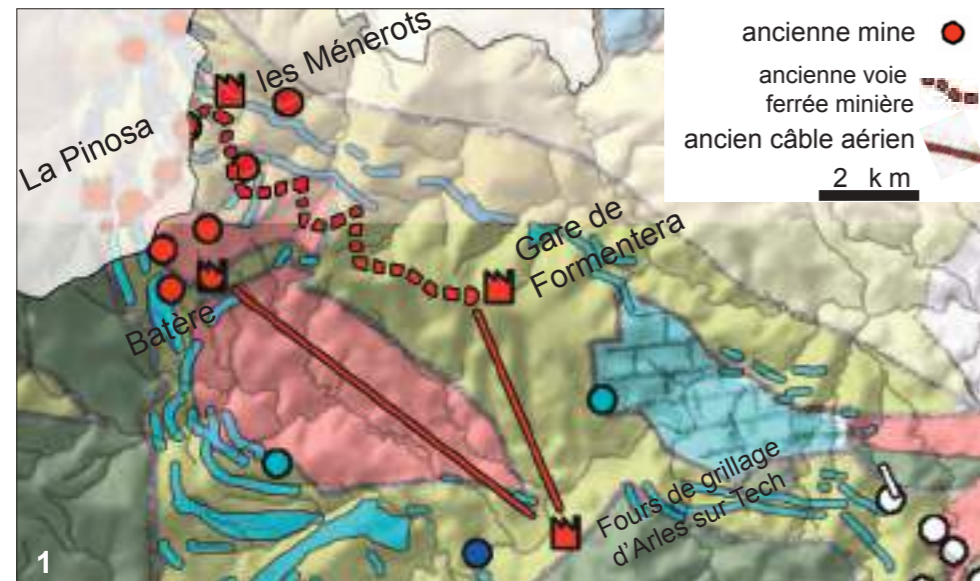 ancienne mine
ancienne voie
ferrée minière
ancien câble aérien
2 km
les Ménerots
La Pinosa
Gare de
Formentera
Batère
Fours de grillage
d'Arles sur Tech
1